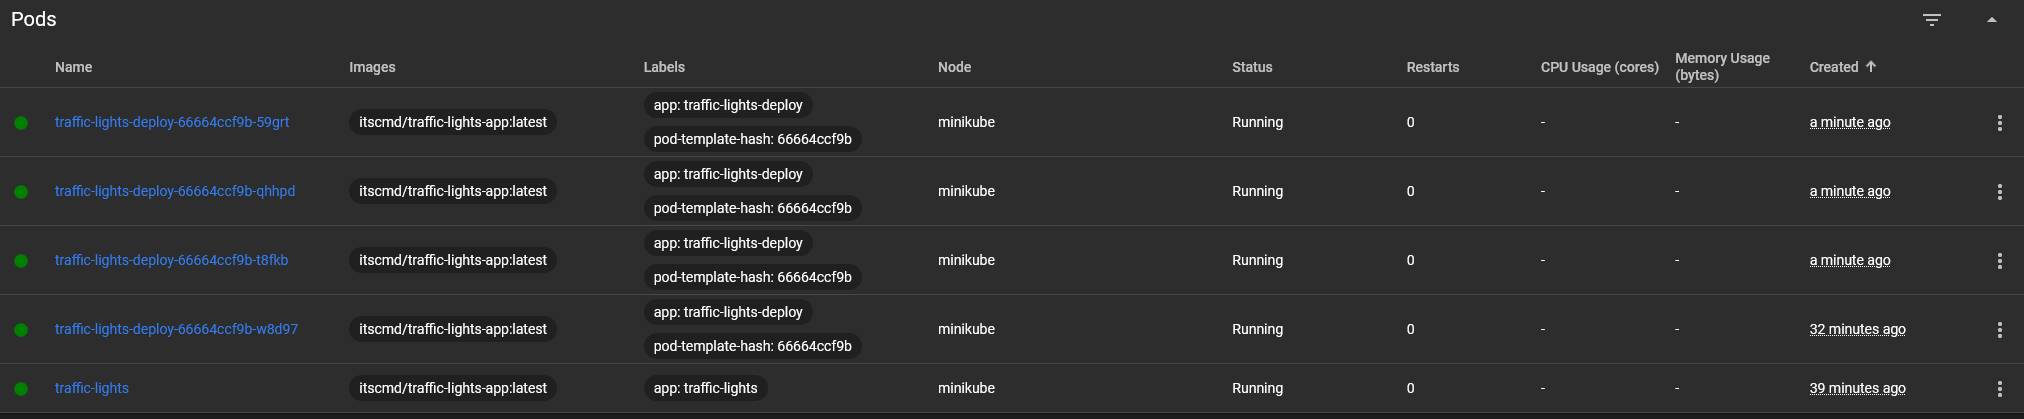 Pods
Name Images Labels Node Status Restarts CPU Usage (cores) Memory Usage (bytes) Created
traffic-lights-deploy-66664ccf9b-59grt itscmd/traffic-lights-app:latest app: traffic-lights-deploy pod-template-hash: 66664ccf9b minikube Running 0 - - a minute ago
traffic-lights-deploy-66664ccf9b-qhhpd itscmd/traffic-lights-app:latest app: traffic-lights-deploy pod-template-hash: 66664ccf9b minikube Running 0 - - a minute ago
traffic-lights-deploy-66664ccf9b-t8fkb itscmd/traffic-lights-app:latest app: traffic-lights-deploy pod-template-hash: 66664ccf9b minikube Running 0 - - a minute ago
traffic-lights-deploy-66664ccf9b-w8d97 itscmd/traffic-lights-app:latest app: traffic-lights-deploy pod-template-hash: 66664ccf9b minikube Running 0 - - 32 minutes ago
traffic-lights itscmd/traffic-lights-app:latest app: traffic-lights minikube Running 0 - - 39 minutes ago